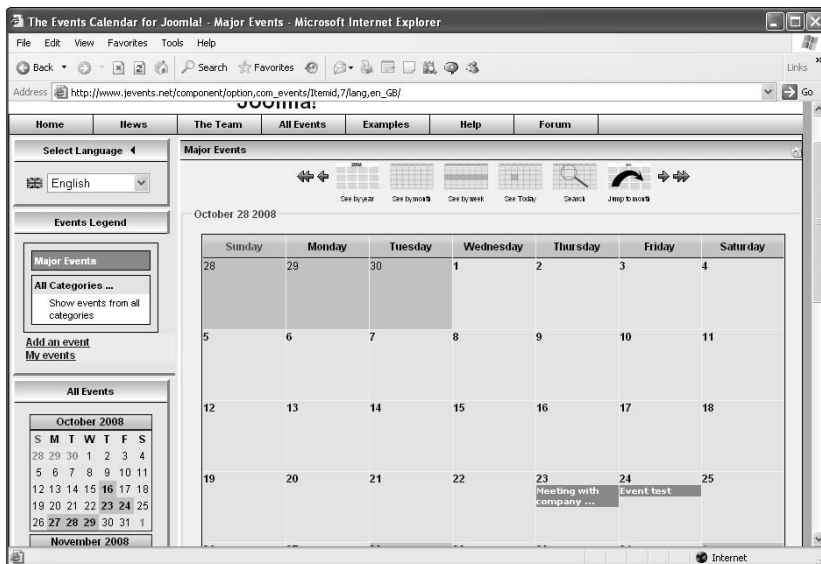 The Events Calendar for Joomla! - Major Events - Microsoft Internet Explorer
File Edit View Favorites Tools Help
Back Search Favorites Links »
Address http://www.jevents.net/component/option,com_events/Itemid,7/lang,en_GB/ Go
Joomla!
Home News The Team All Events Examples Help Forum
Select Language
English
Events Legend
Major Events
All Categories ...
Show events from all
categories
Add an event
My events
All Events
October 2008
S M T W T F S
28 29 30 1 2 3 4
5 6 7 8 9 10 11
12 13 14 15 16 17 18
19 20 21 22 23 24 25
26 27 28 29 30 31 1
November 2008
Major Events
2006
See by year See by month See by week See Today Search Jump to month
October 28 2008
Sunday Monday Tuesday Wednesday Thursday Friday Saturday
28 29 30 1 2 3 4
5 6 7 8 9 10 11
12 13 14 15 16 17 18
19 20 21 22 23 24 25
Meeting with
company ...
Event test
Internet